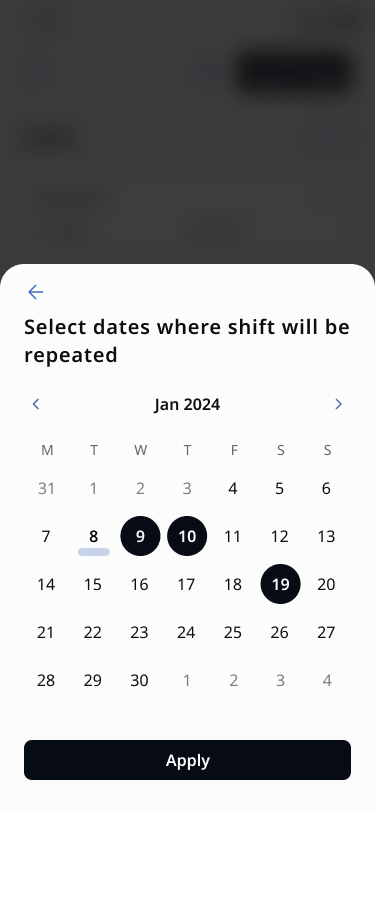 Select dates where shift will be
repeated
Jan 2024
M T W T F S S
31 1 2 3 4 5 6
7 8 9 10 11 12 13
14 15 16 17 18 19 20
21 22 23 24 25 26 27
28 29 30 1 2 3 4
Apply